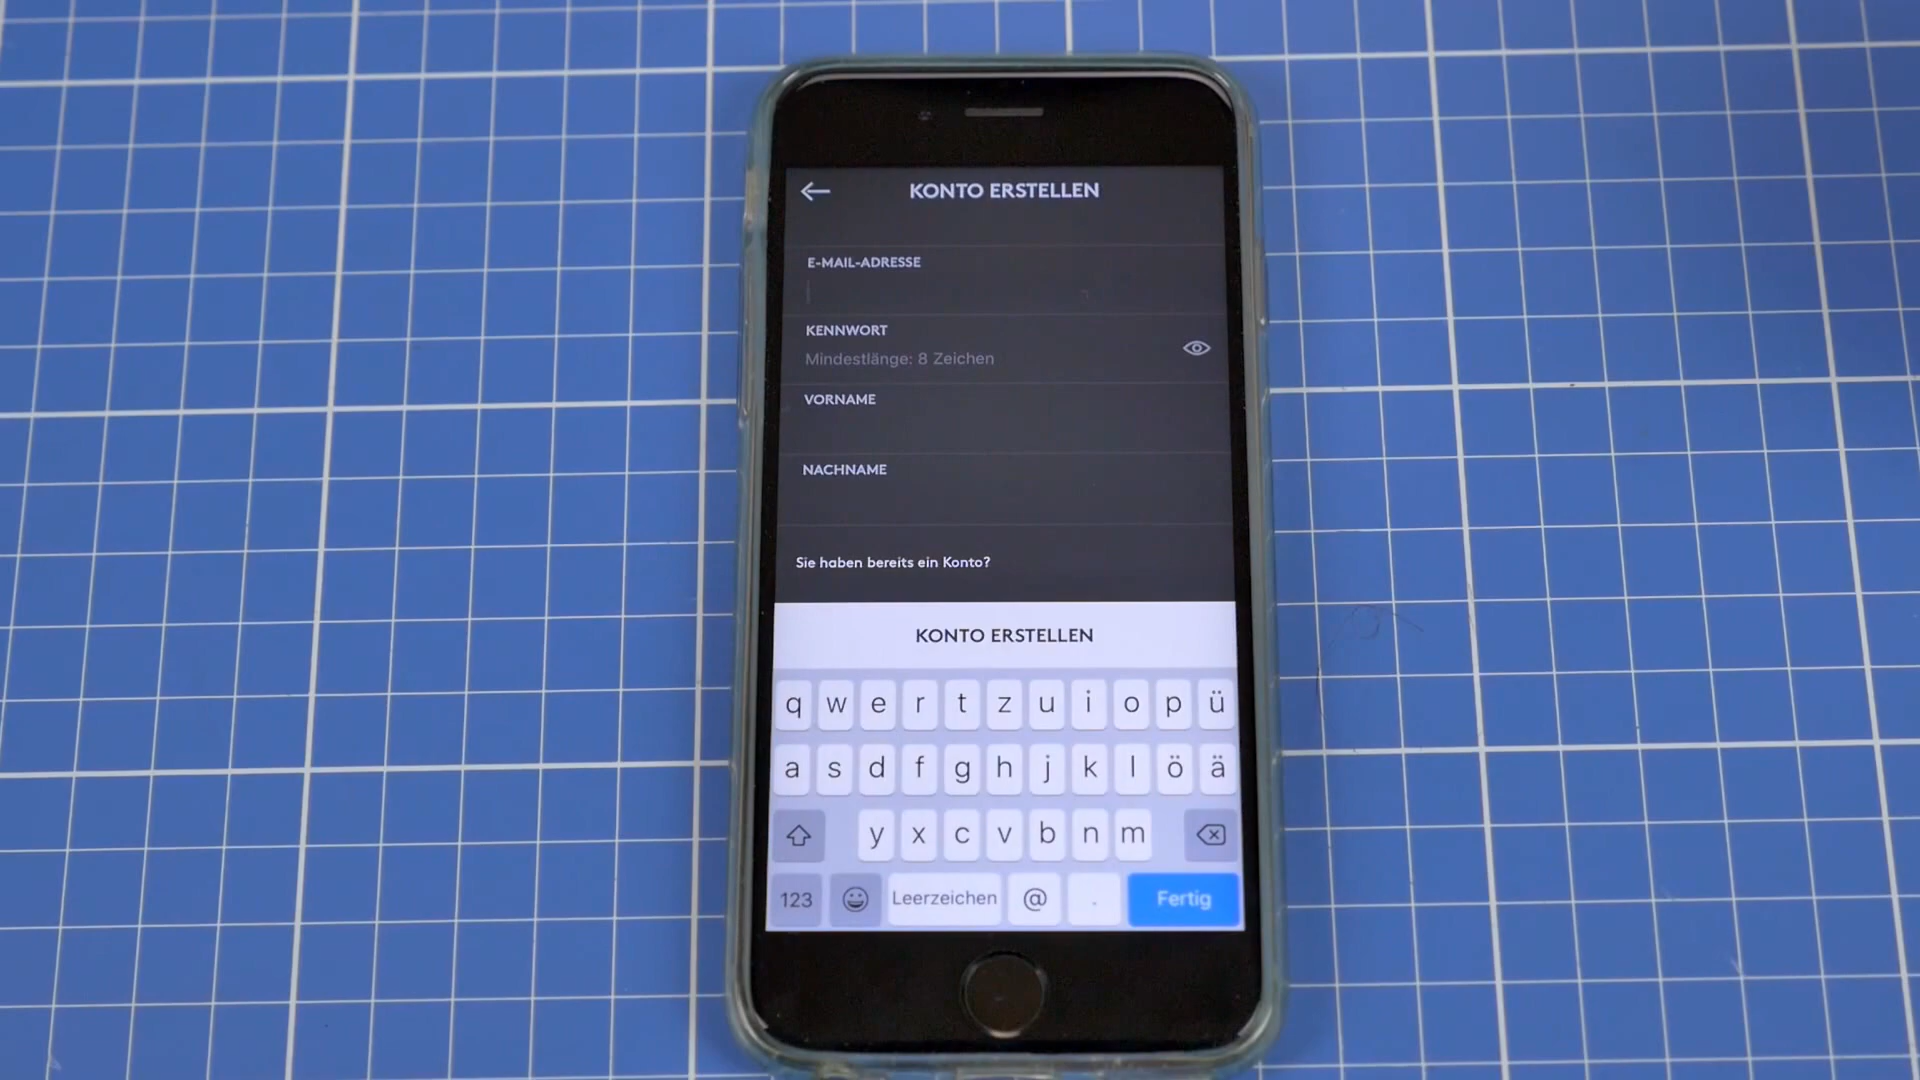 KONTO ERSTELLEN
E-MAIL-ADRESSE
KENNWORT
Mindestlänge: 8 Zeichen
VORNAME
NACHNAME
Sie haben bereits ein Konto?
KONTO ERSTELLEN
q w e r t z u i o p ü
a s d f g h j k l ö ä
y x c v b n m
123 Leerzeichen @ . Fertig